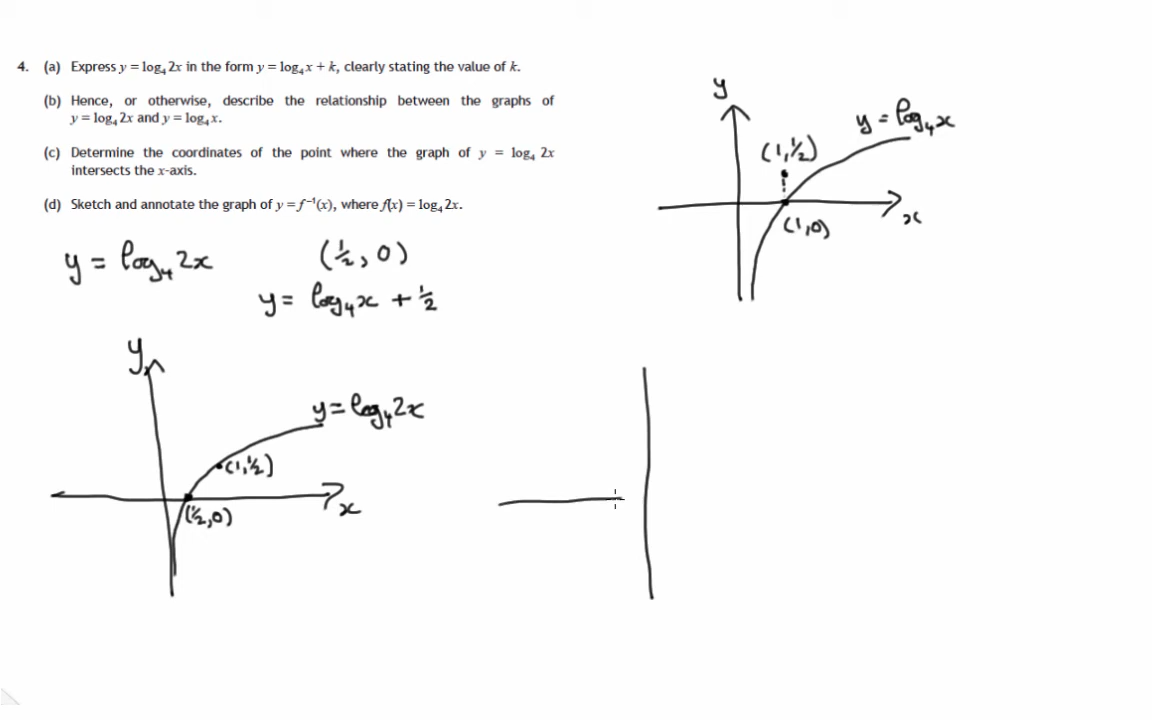 4. (a) Express y = log₄ 2x in the form y = log₄ x + k, clearly stating the value of k.
(b) Hence, or otherwise, describe the relationship between the graphs of
y = log₄ 2x and y = log₄ x.
(c) Determine the coordinates of the point where the graph of y = log₄ 2x
intersects the x-axis.
(d) Sketch and annotate the graph of y = f⁻¹(x), where f(x) = log₄ 2x.
y
y = log₄x
(1,½)
x
(1,0)
y = log₄ 2x
(½, 0)
y = log₄x + ½
y
y = log₄2x
(1,½)
x
(½,0)